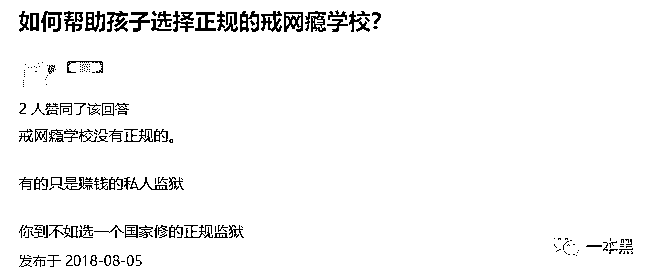 如何帮助孩子选择正规的戒网瘾学校？
2 人赞同了该回答
戒网瘾学校没有正规的。
有的只是赚钱的私人监狱
你到不如选一个国家修的正规监狱
发布于 2018-08-05
一本黑